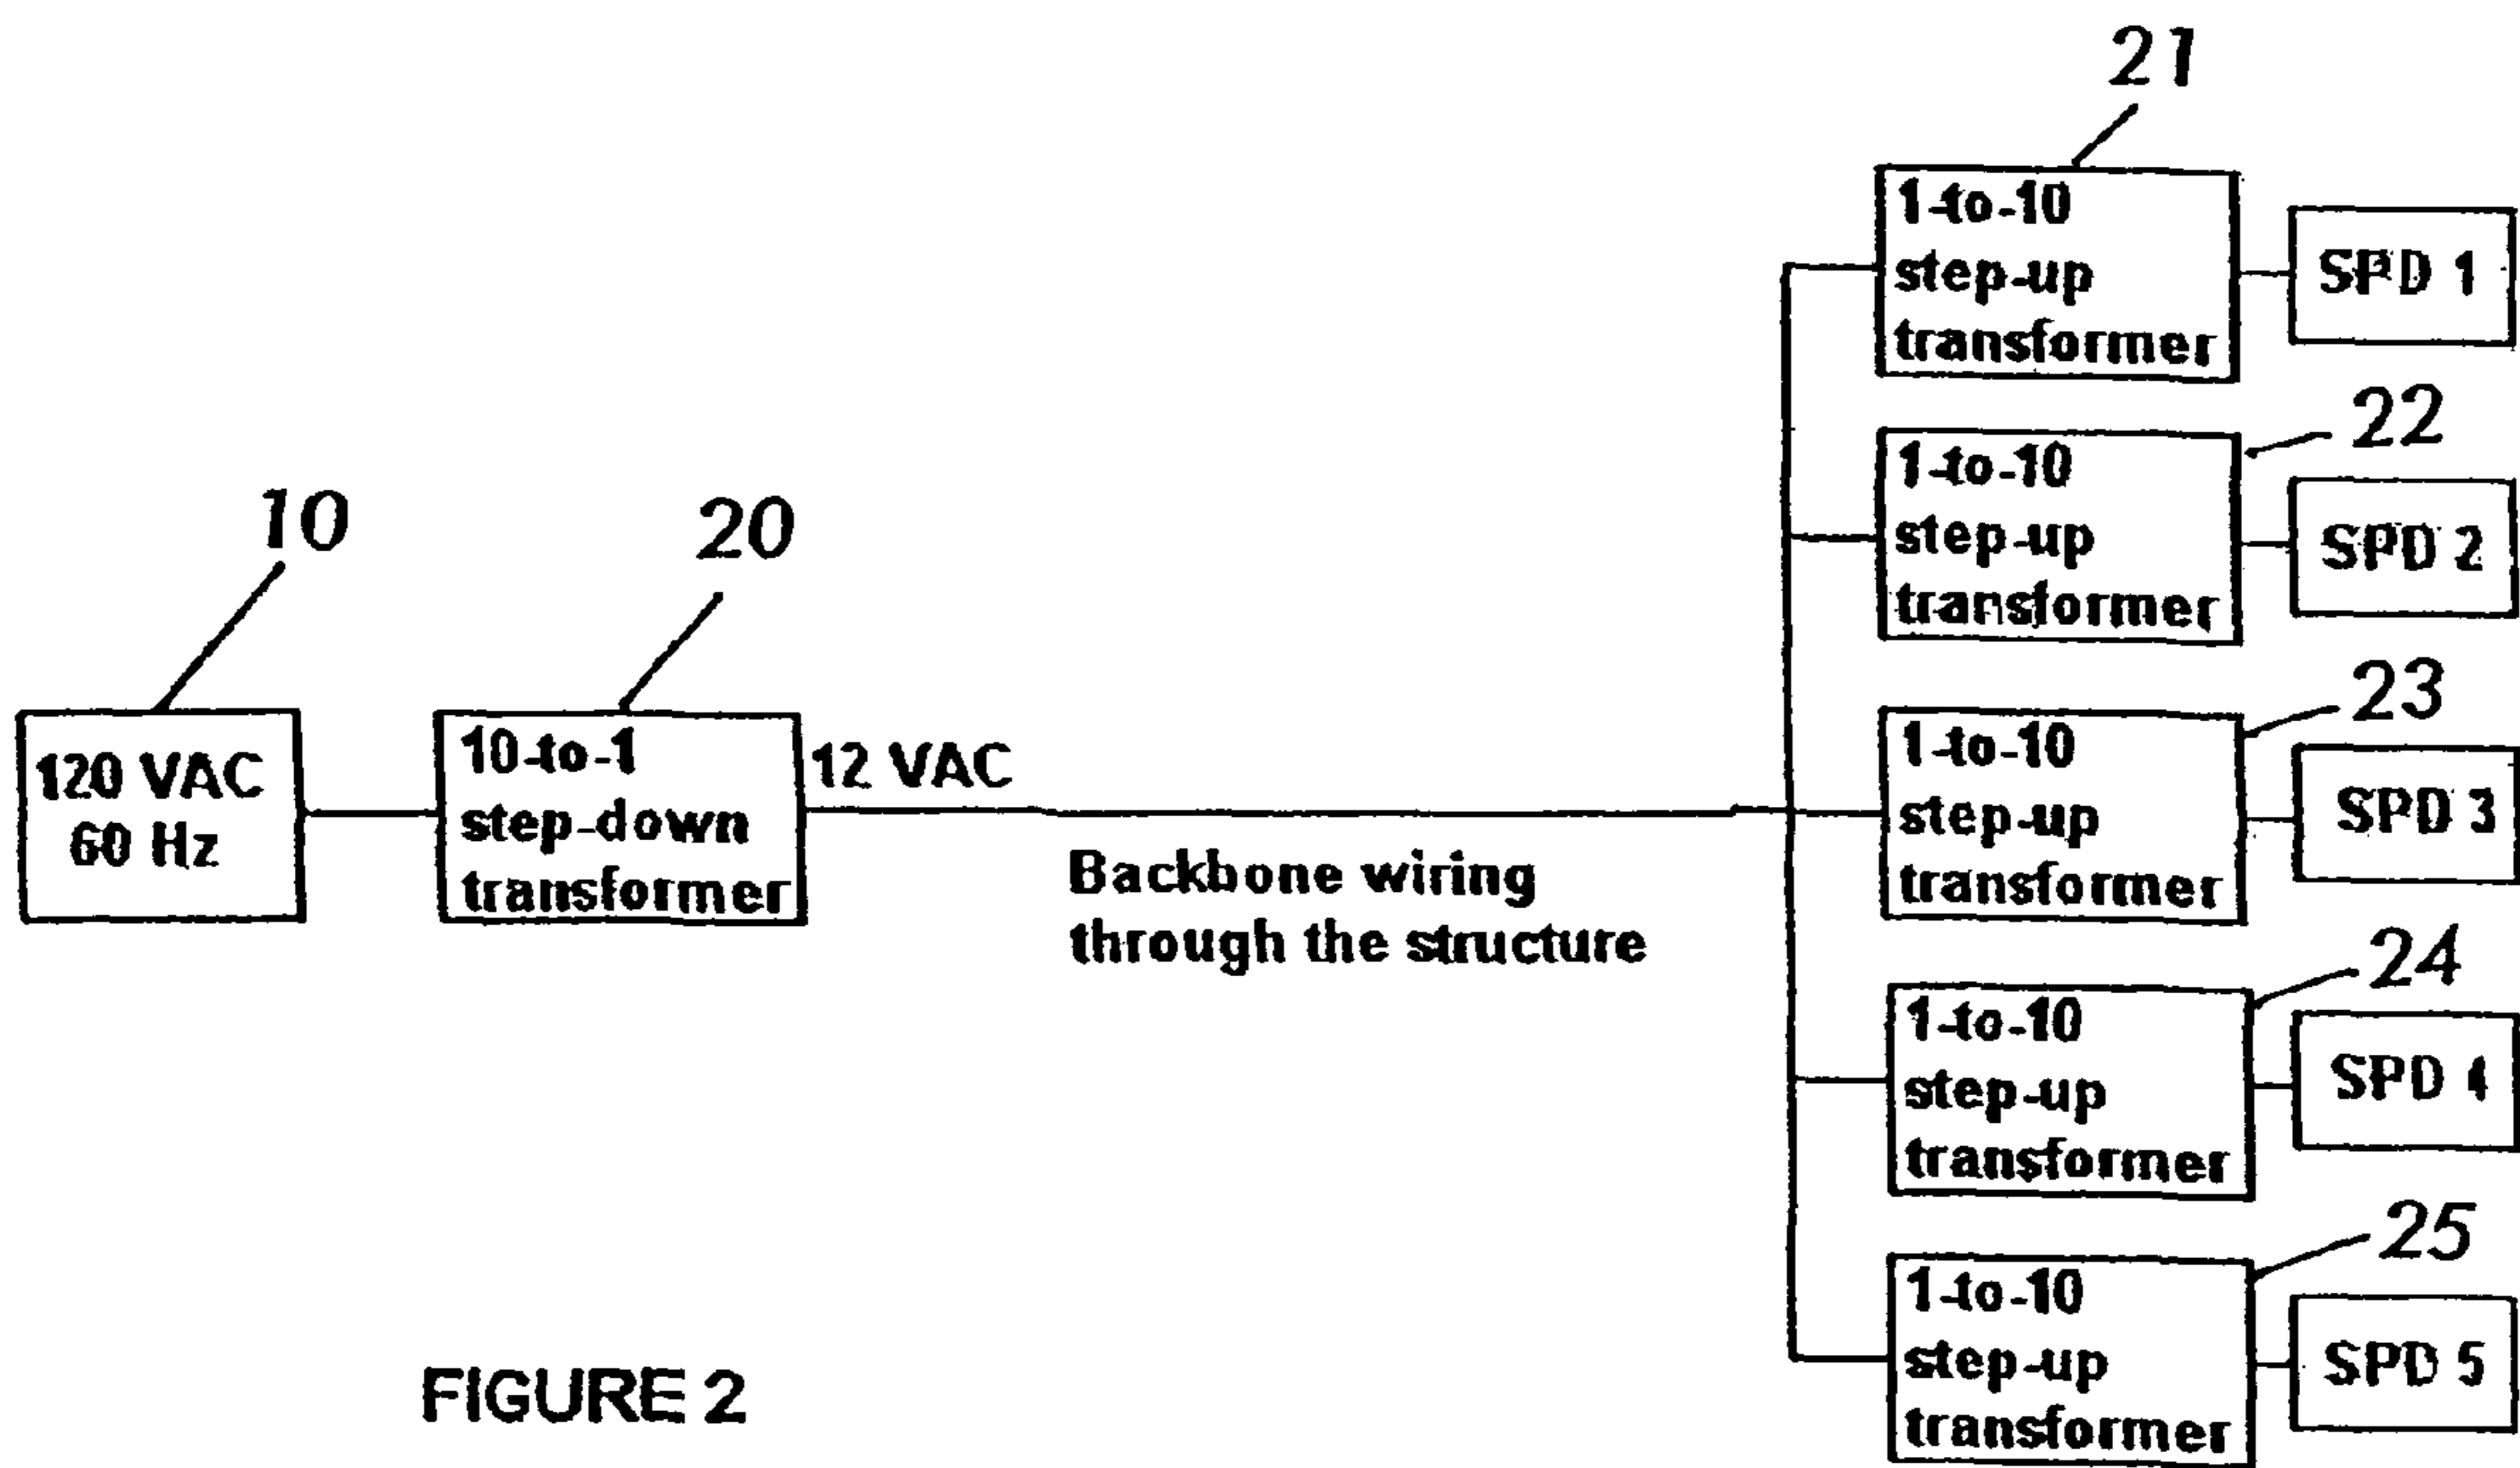 21
1-to-10
step-up
transformer
SPD 1
22
1-to-10
step-up
transformer
SPD 2
10
20
120 VAC
60 Hz
10-to-1
step-down
transformer
12 VAC
Backbone wiring
through the structure
23
1-to-10
step-up
transformer
SPD 3
24
1-to-10
step-up
transformer
SPD 4
25
1-to-10
step-up
transformer
SPD 5
FIGURE 2